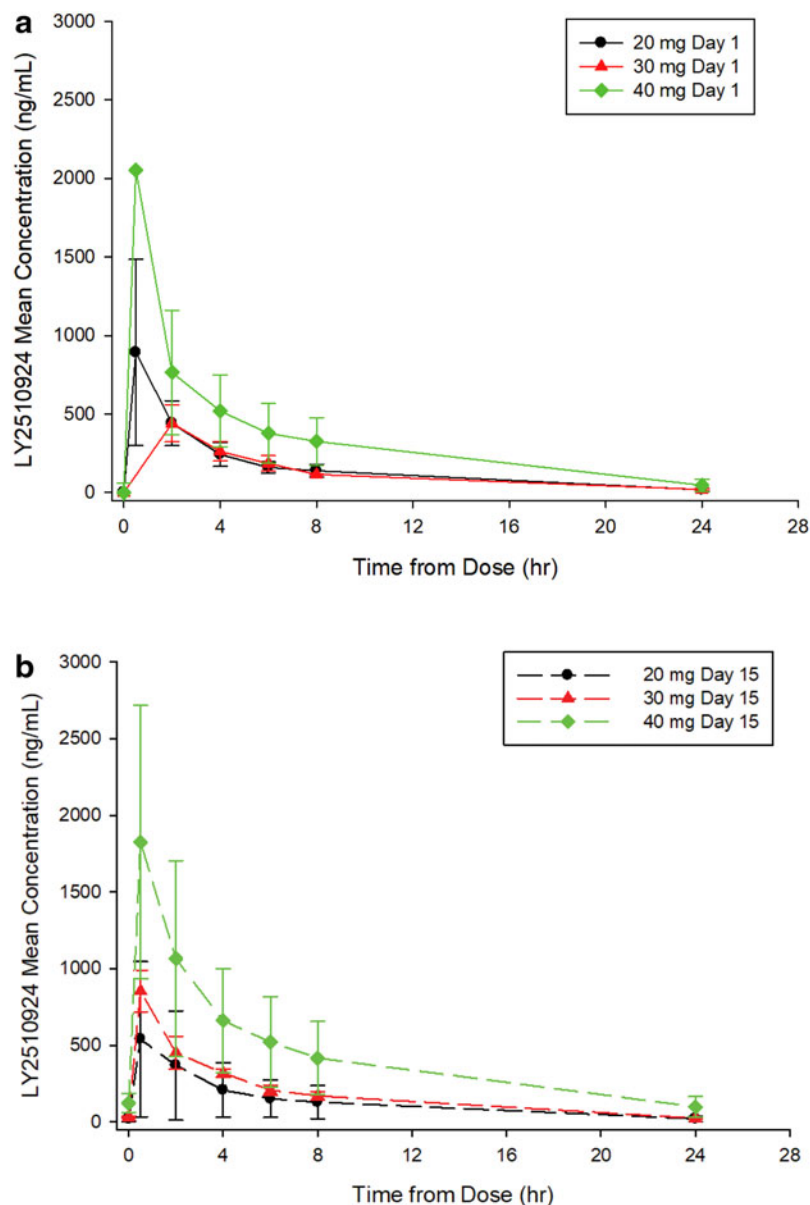 a
3000
2500
2000
1500
1000
500
0
LY2510924 Mean Concentration (ng/mL)
20 mg Day 1
30 mg Day 1
40 mg Day 1
0 4 8 12 16 20 24 28
Time from Dose (hr)
b
3000
2500
2000
1500
1000
500
0
LY2510924 Mean Concentration (ng/mL)
20 mg Day 15
30 mg Day 15
40 mg Day 15
0 4 8 12 16 20 24 28
Time from Dose (hr)